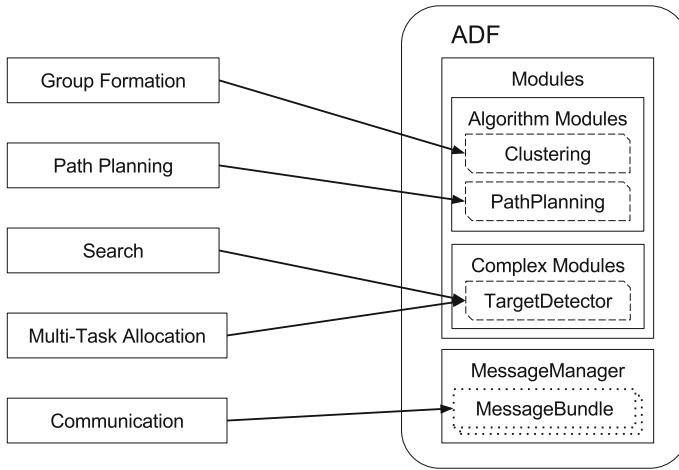 ADF
Group Formation
Path Planning
Search
Multi-Task Allocation
Communication
Modules
Algorithm Modules
Clustering
PathPlanning
Complex Modules
TargetDetector
MessageManager
MessageBundle